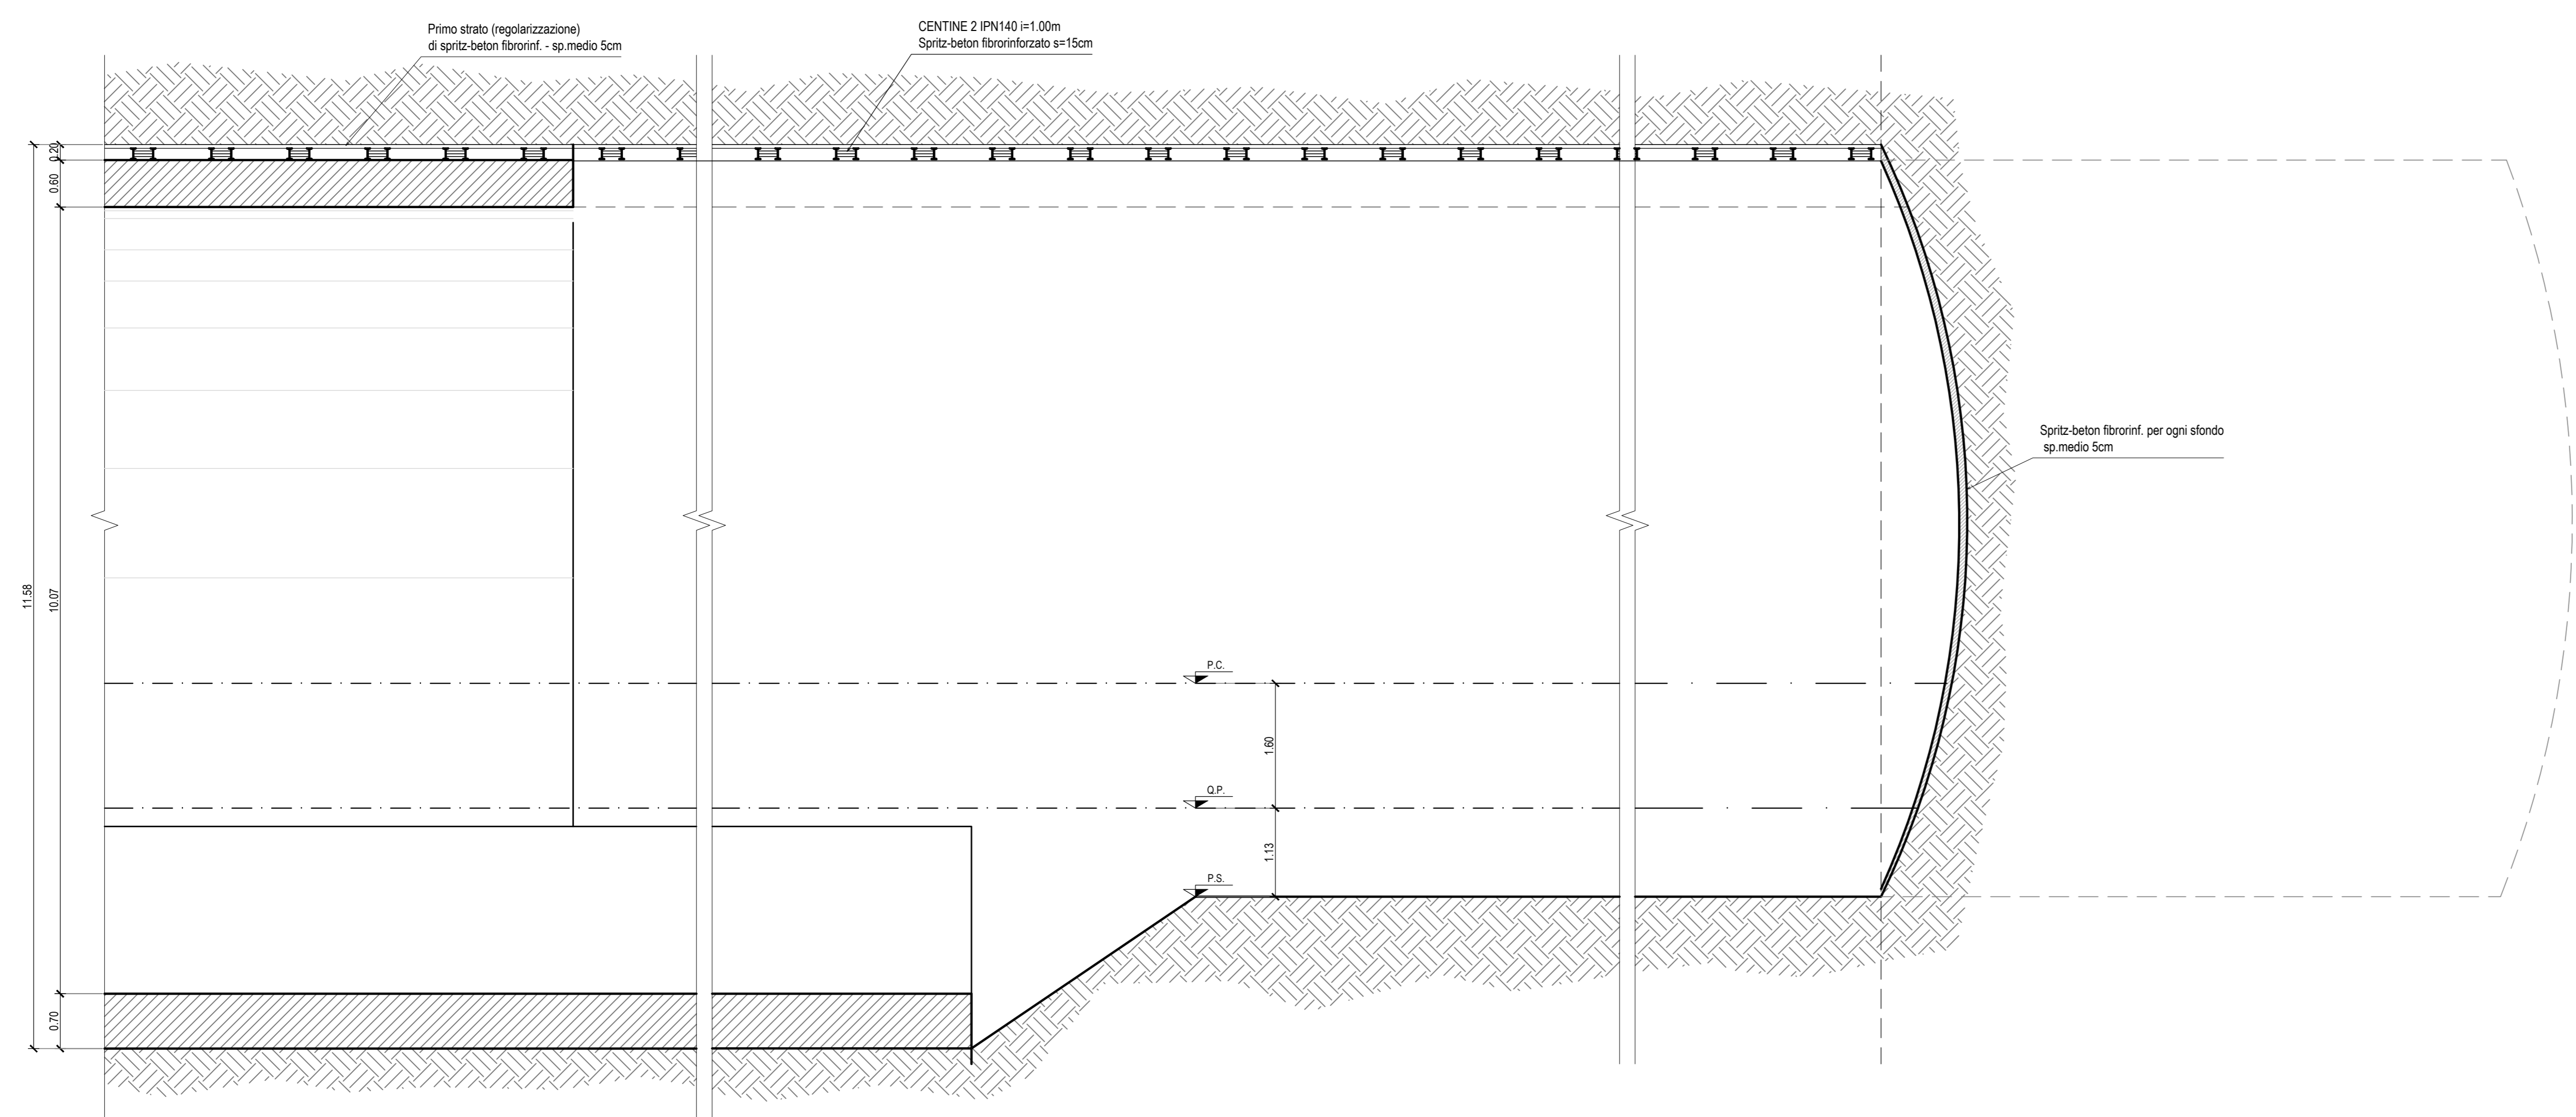 Primo strato (regolarizzazione)
di spritz-beton fibrorinf. - sp.medio 5cm
CENTINE 2 IPN140 i=1.00m
Spritz-beton fibrorinforzato s=15cm
0.20
0.60
Spritz-beton fibrorinf. per ogni sfondo
sp.medio 5cm
11.58
10.07
P.C.
1.60
Q.P.
1.13
P.S.
0.70